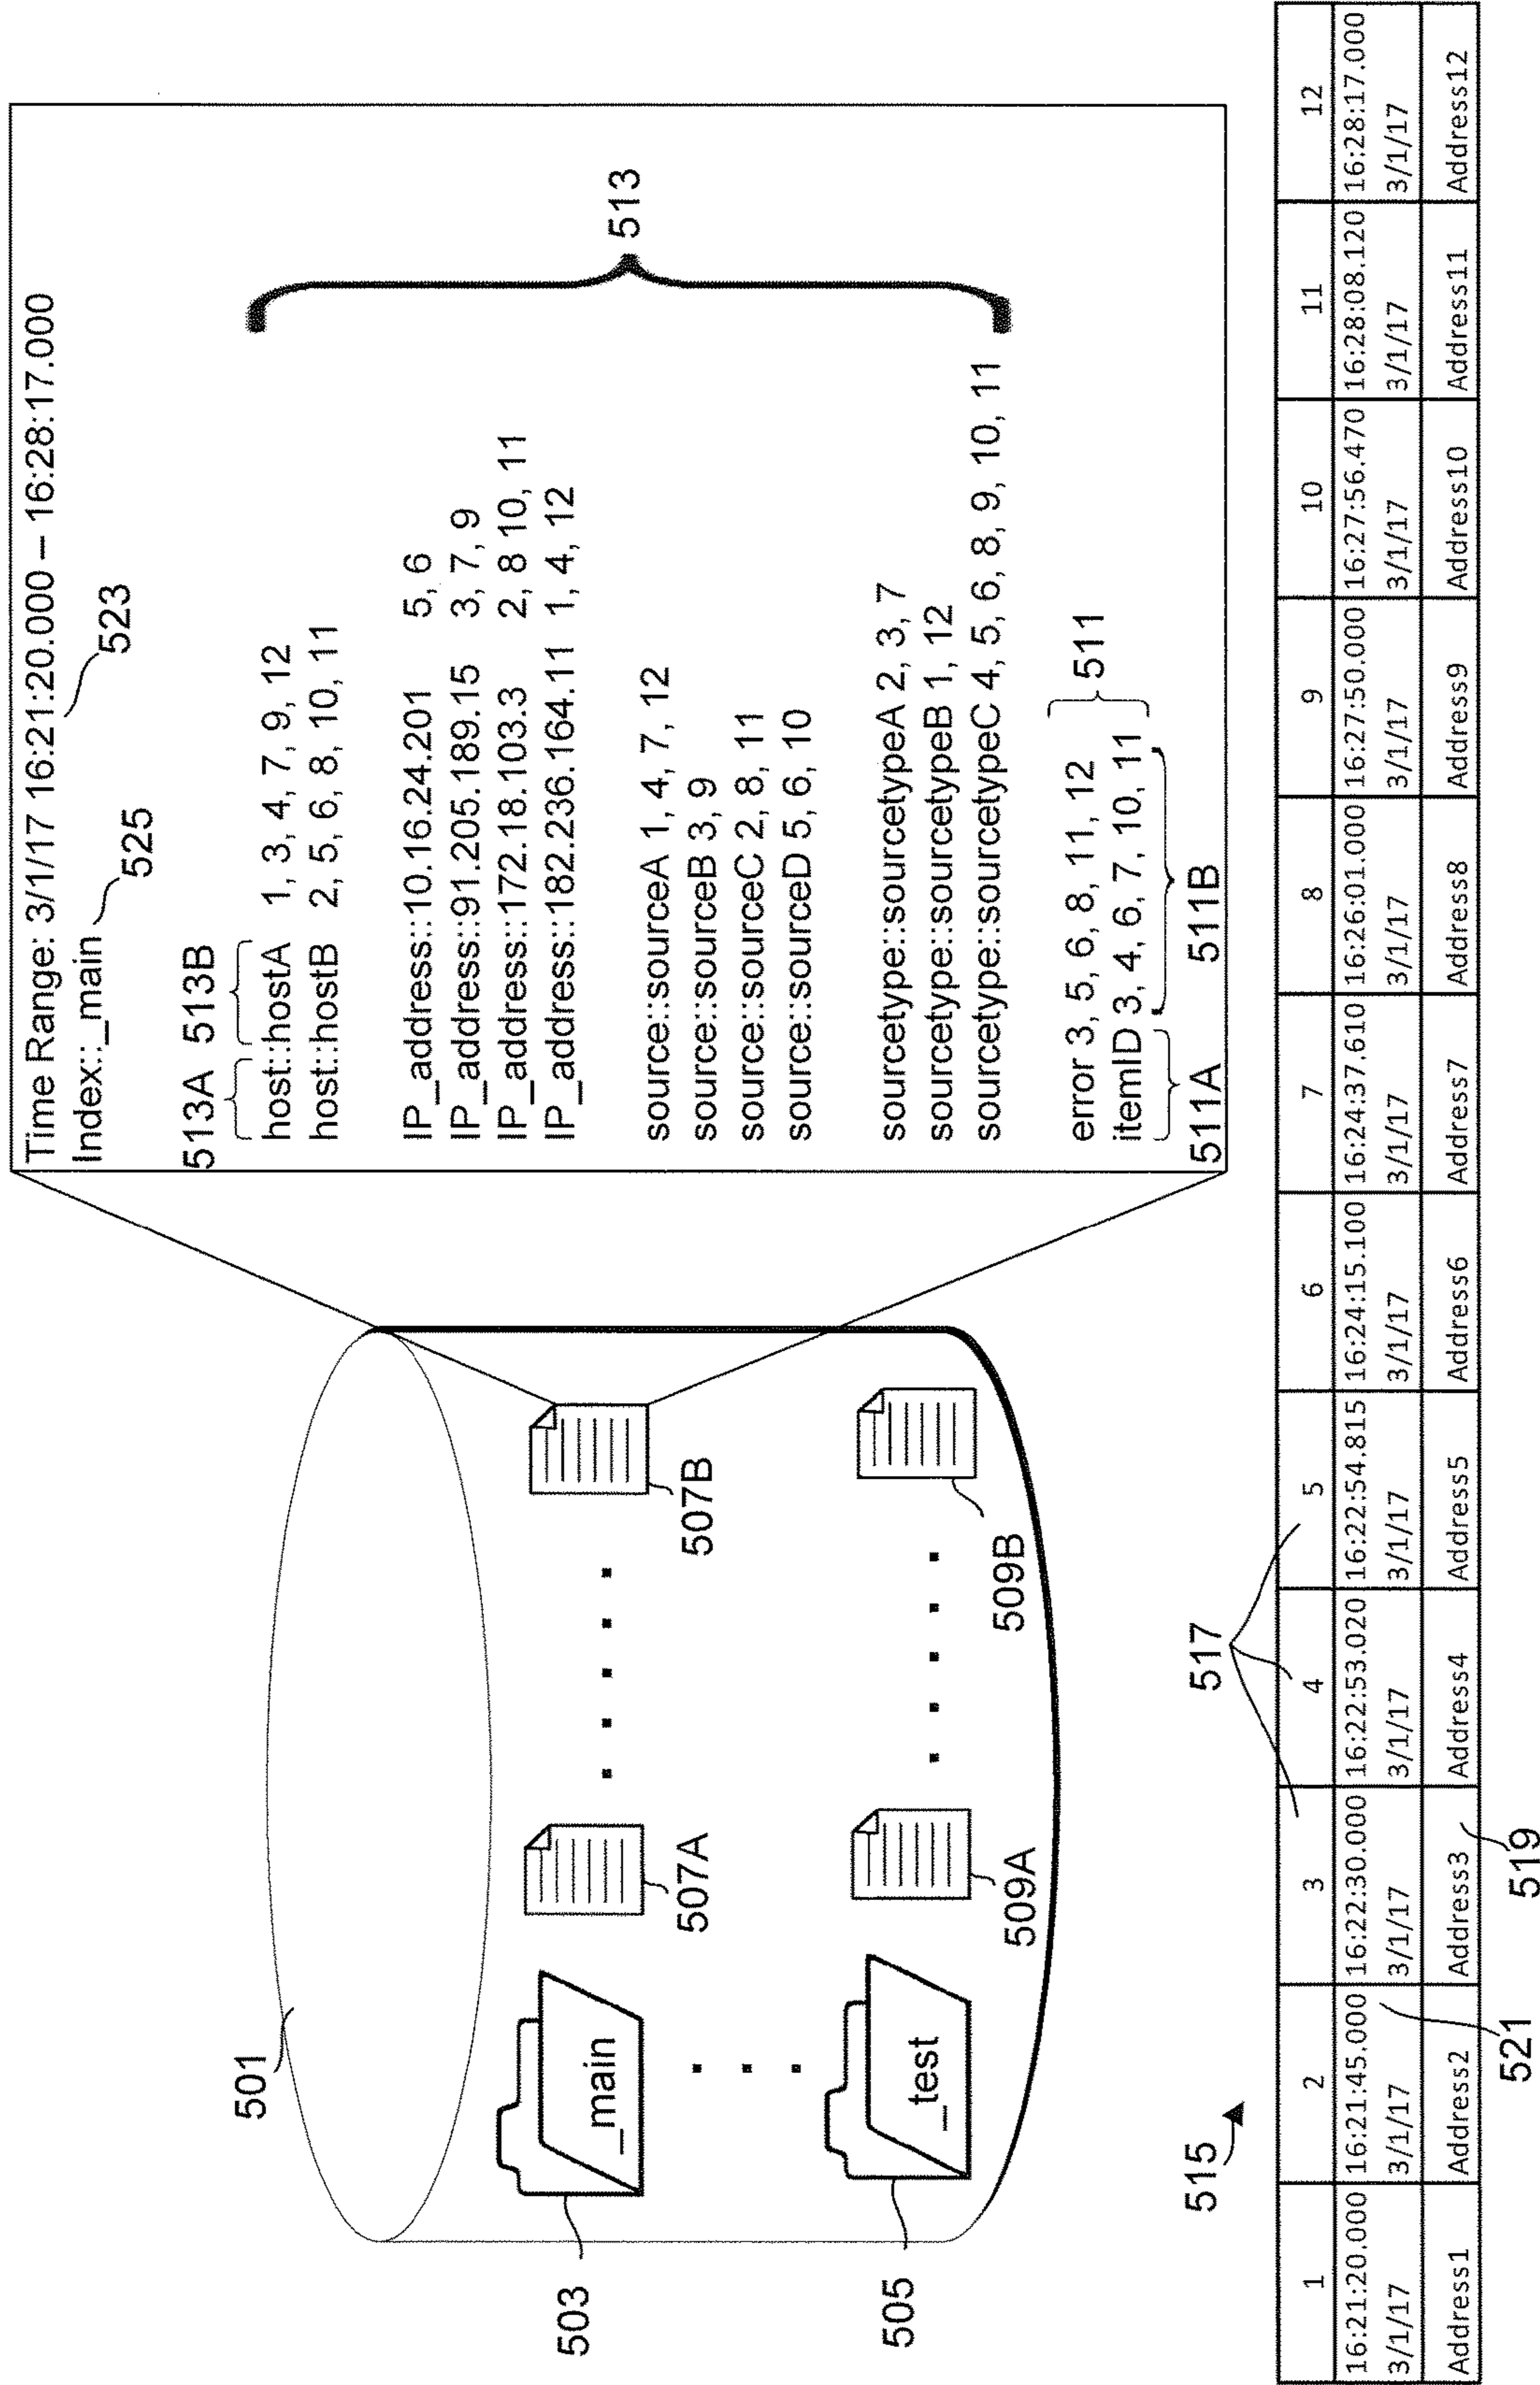 501
503
_main
507A
507B
505
_test
509A
509B
Time Range: 3/1/17 16:21:20.000 – 16:28:17.000
523
Index::_main
525
513A 513B
host::hostA 1, 3, 4, 7, 9, 12
host::hostB 2, 5, 6, 8, 10, 11
IP_address::10.16.24.201 5, 6
IP_address::91.205.189.15 3, 7, 9
IP_address::172.18.103.3 2, 8 10, 11
IP_address::182.236.164.11 1, 4, 12
513
source::sourceA 1, 4, 7, 12
source::sourceB 3, 9
source::sourceC 2, 8, 11
source::sourceD 5, 6, 10
sourcetype::sourcetypeA 2, 3, 7
sourcetype::sourcetypeB 1, 12
sourcetype::sourcetypeC 4, 5, 6, 8, 9, 10, 11
error 3, 5, 6, 8, 11, 12
itemID 3, 4, 6, 7, 10, 11
511
511A 511B
515
517
1 2 3 4 5 6 7 8 9 10 11 12
16:21:20.000 16:21:45.000 16:22:30.000 16:22:53.020 16:22:54.815 16:24:15.100 16:24:37.610 16:26:01.000 16:27:50.000 16:27:56.470 16:28:08.120 16:28:17.000
3/1/17 3/1/17 3/1/17 3/1/17 3/1/17 3/1/17 3/1/17 3/1/17 3/1/17 3/1/17 3/1/17 3/1/17
Address1 Address2 Address3 Address4 Address5 Address6 Address7 Address8 Address9 Address10 Address11 Address12
521
519